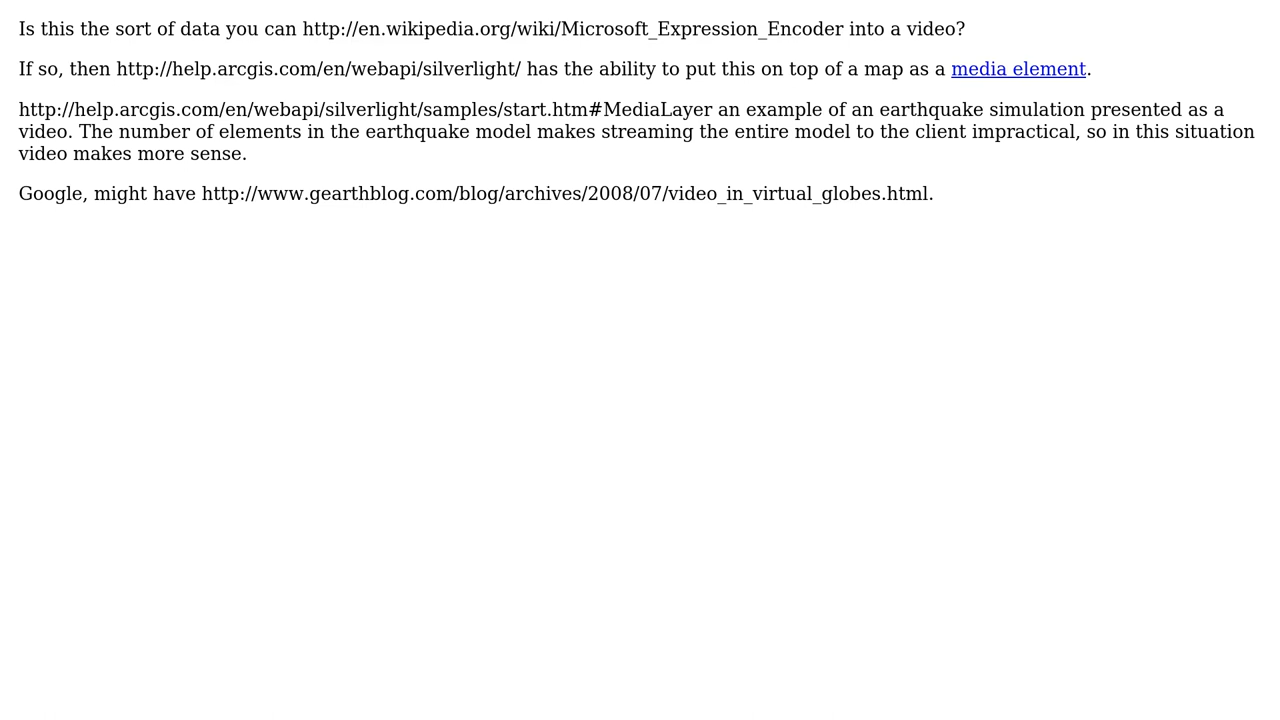 Is this the sort of data you can http://en.wikipedia.org/wiki/Microsoft_Expression_Encoder into a video?
If so, then http://help.arcgis.com/en/webapi/silverlight/ has the ability to put this on top of a map as a media element.
http://help.arcgis.com/en/webapi/silverlight/samples/start.htm#MediaLayer an example of an earthquake simulation presented as a
video. The number of elements in the earthquake model makes streaming the entire model to the client impractical, so in this situation
video makes more sense.
Google, might have http://www.gearthblog.com/blog/archives/2008/07/video_in_virtual_globes.html.